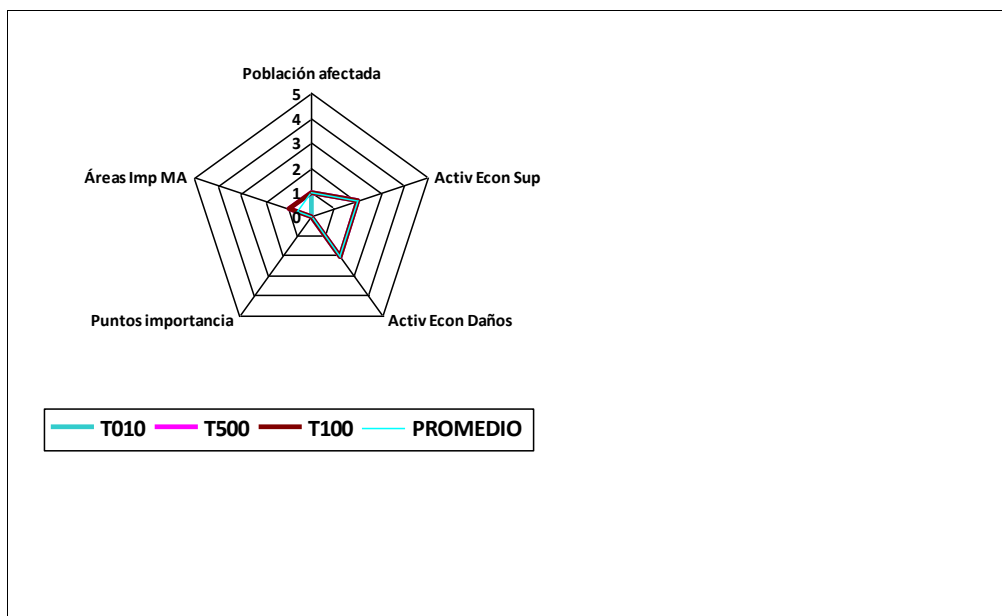 Población afectada
5
4
3
2
1
0
Áreas Imp MA
Activ Econ Sup
Puntos importancia
Activ Econ Daños
T010 T500 T100 PROMEDIO